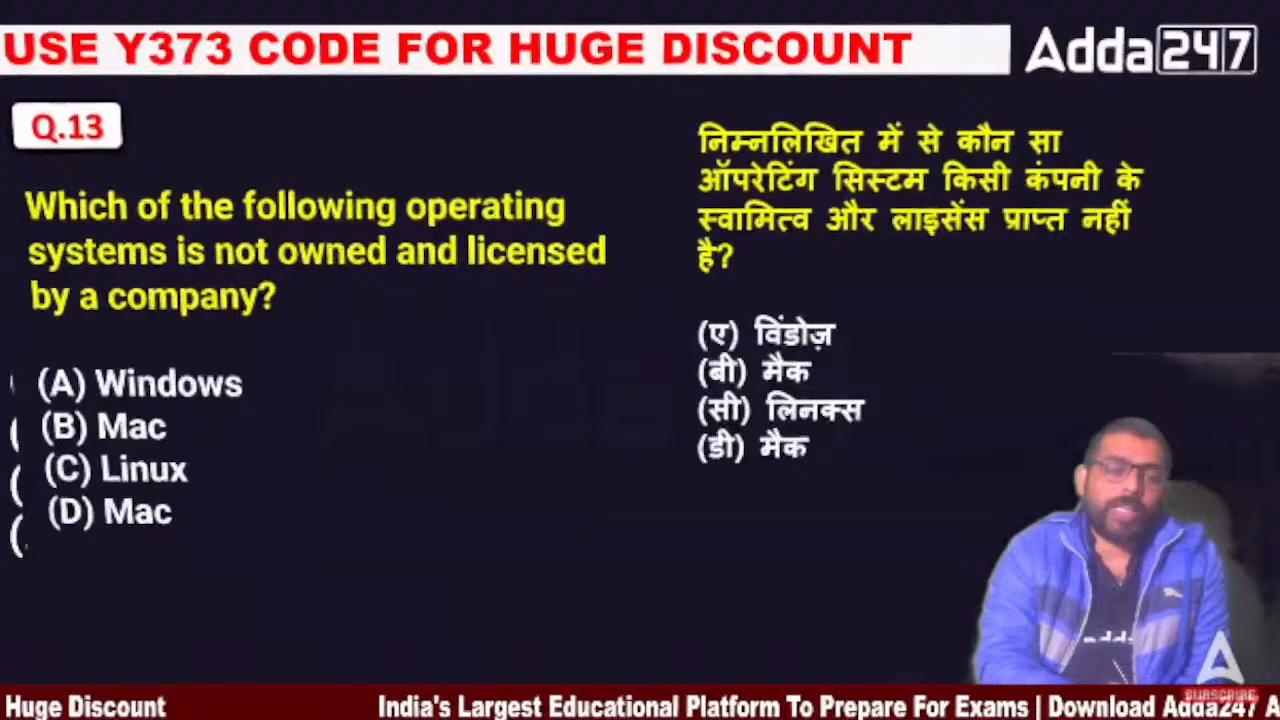 USE Y373 CODE FOR HUGE DISCOUNT
Adda247
Q.13
Which of the following operating
systems is not owned and licensed
by a company?
(A) Windows
(B) Mac
(C) Linux
(D) Mac
निम्नलिखित में से कौन सा
ऑपरेटिंग सिस्टम किसी कंपनी के
स्वामित्व और लाइसेंस प्राप्त नहीं
है?
(ए) विंडोज़
(बी) मैक
(सी) लिनक्स
(डी) मैक
SUBSCRIBE
Huge Discount India's Largest Educational Platform To Prepare For Exams | Download Adda247 A